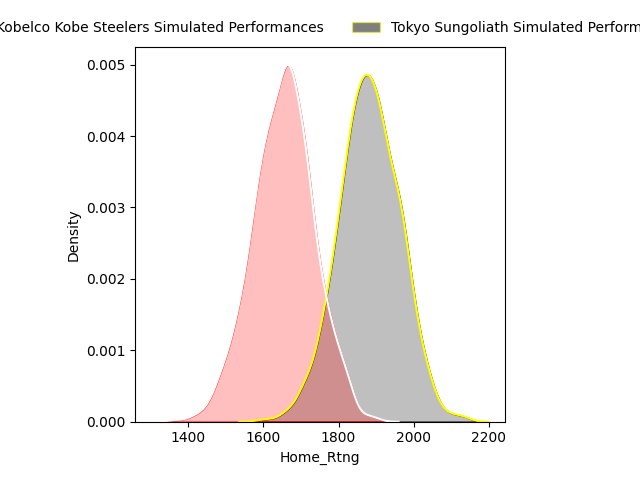 Kobelco Kobe Steelers Simulated Performances
Tokyo Sungoliath Simulated Perform
0.005
0.004
0.003
0.002
0.001
0.000
Density
1400 1600 1800 2000 2200
Home_Rtng